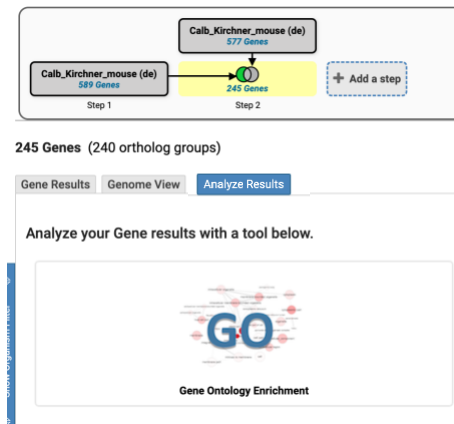 Calb_Kirchner_mouse (de)
577 Genes
Calb_Kirchner_mouse (de)
589 Genes
245 Genes
Add a step
Step 1
Step 2
245 Genes (240 ortholog groups)
Gene Results
Genome View
Analyze Results
Analyze your Gene results with a tool below.
GO
Gene Ontology Enrichment